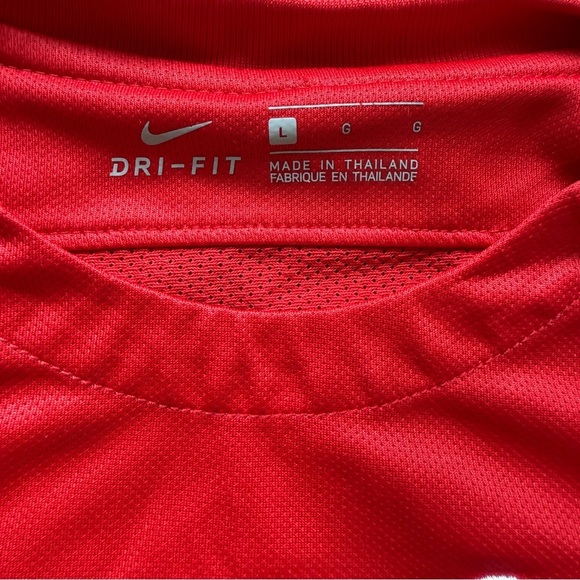 DRI-FIT
L G G
MADE IN THAILAND
FABRIQUE EN THAILANDE